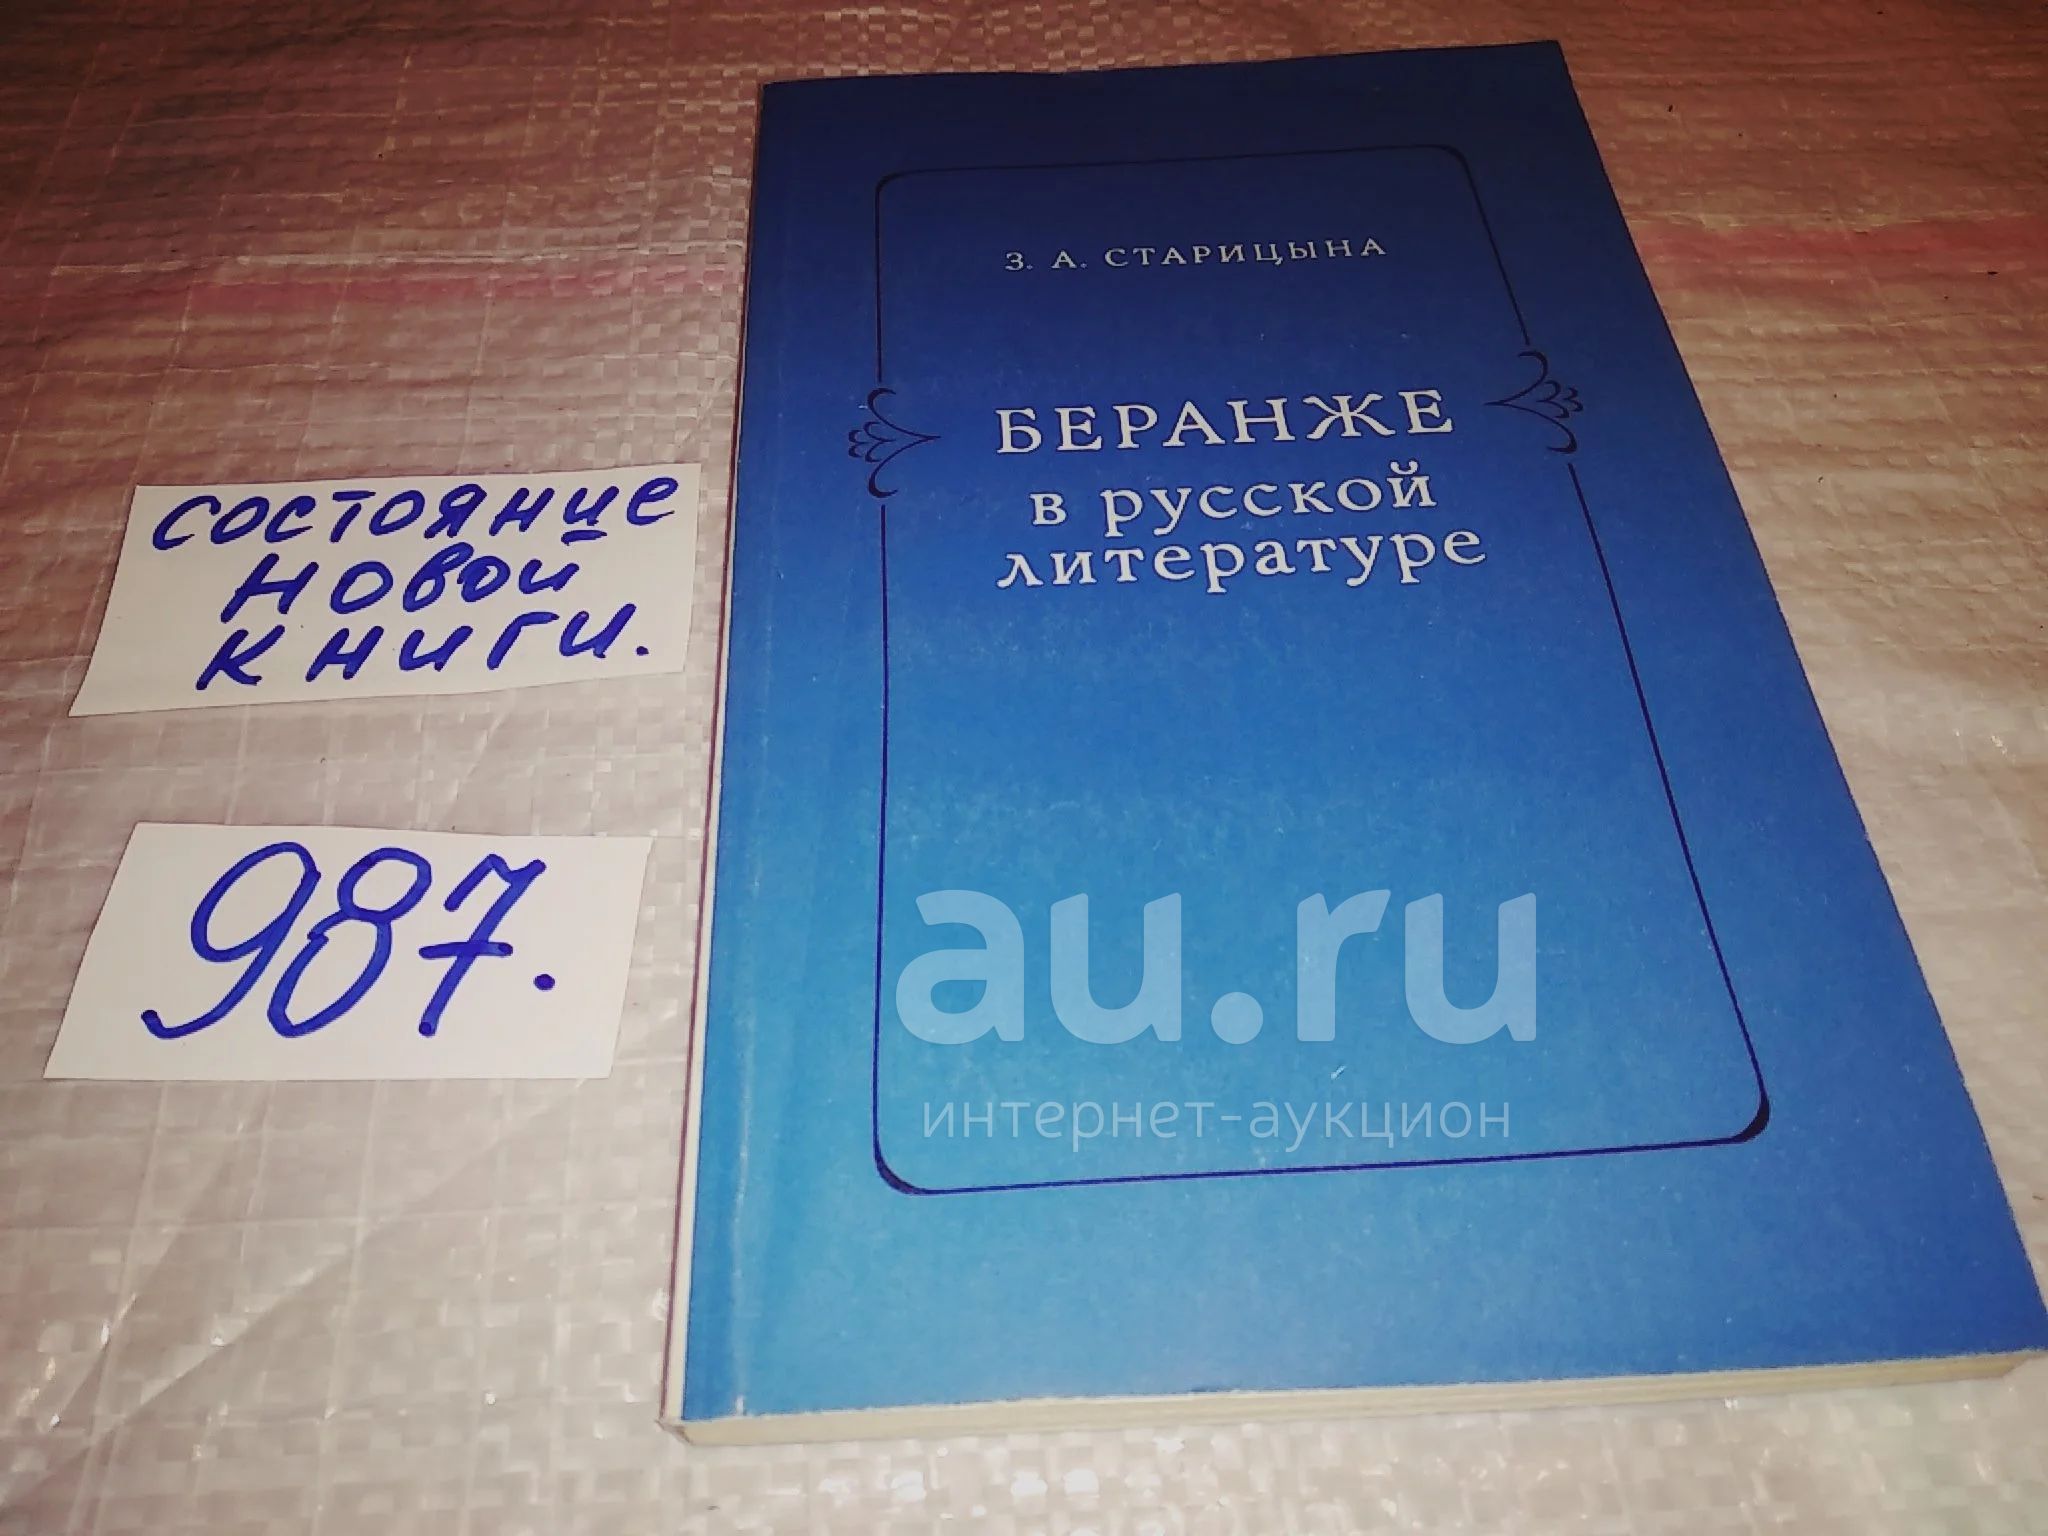 З. А. СТАРИЦЫНА
БЕРАНЖЕ
в русской
литературе
состояние
новой
книги.
987.
au.ru
интернет-аукцион